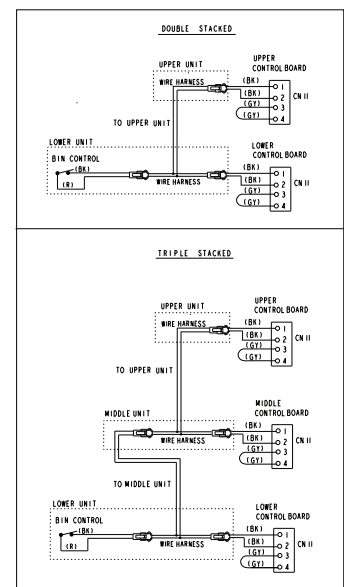 DOUBLE STACKED
UPPER UNIT
WIRE HARNESS
UPPER
CONTROL BOARD
(BK)
(BK)
(GY)
(GY)
1
2
3
4
CN 11
TO UPPER UNIT
LOWER UNIT
BIN CONTROL
(BK)
(R)
WIRE HARNESS
LOWER
CONTROL BOARD
(BK)
(BK)
(GY)
(GY)
1
2
3
4
CN 11
TRIPLE STACKED
UPPER UNIT
WIRE HARNESS
UPPER
CONTROL BOARD
(BK)
(BK)
(GY)
(GY)
1
2
3
4
CN 11
TO UPPER UNIT
MIDDLE UNIT
WIRE HARNESS
MIDDLE
CONTROL BOARD
(BK)
(BK)
(GY)
(GY)
1
2
3
4
CN 11
TO MIDDLE UNIT
LOWER UNIT
BIN CONTROL
(BK)
(R)
WIRE HARNESS
LOWER
CONTROL BOARD
(BK)
(BK)
(GY)
(GY)
1
2
3
4
CN 11